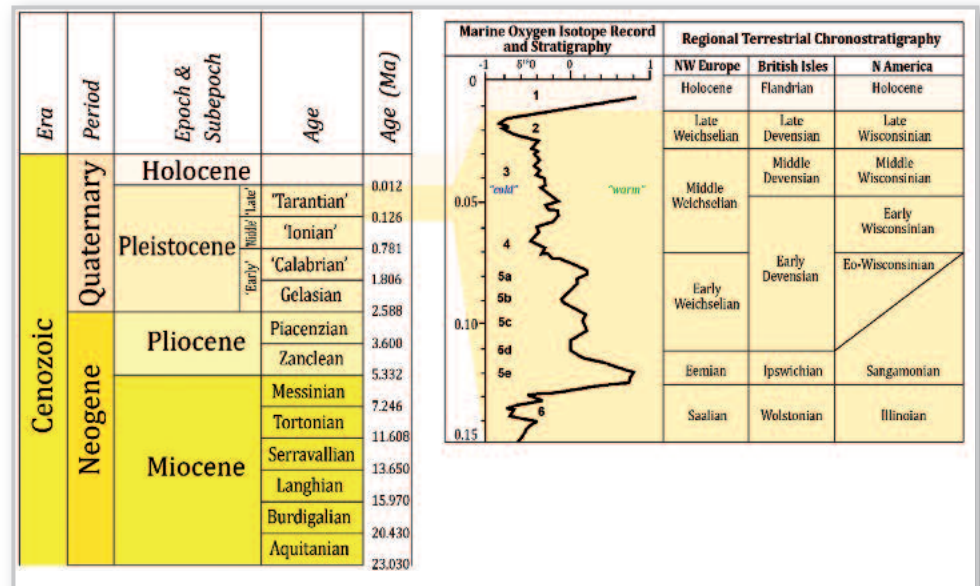 Era
Period
Epoch &
Subepoch
Age
Age (Ma)
Cenozoic
Quaternary
Neogene
Holocene
Pleistocene
'Late'
'Middle'
'Early'
Pliocene
Miocene
'Tarantian'
'Ionian'
'Calabrian'
Gelasian
Piacenzian
Zanclean
Messinian
Tortonian
Serravallian
Langhian
Burdigalian
Aquitanian
0.012
0.126
0.781
1.806
2.588
3.600
5.332
7.246
11.608
13.650
15.970
20.430
23.030
Marine Oxygen Isotope Record
and Stratigraphy
-1 δ¹⁸O 0 1
0
0.05
0.10
0.15
1
2
3
"cold" "warm"
4
5a
5b
5c
5d
5e
6
Regional Terrestrial Chronostratigraphy
NW Europe British Isles N America
Holocene Flandrian Holocene
Late
Weichselian
Late
Devensian
Late
Wisconsinian
Middle
Weichselian
Middle
Devensian
Middle
Wisconsinian
Early
Wisconsinian
Early
Weichselian
Early
Devensian
Eo-Wisconsinian
Eemian Ipswichian Sangamonian
Saalian Wolstonian Illinoian